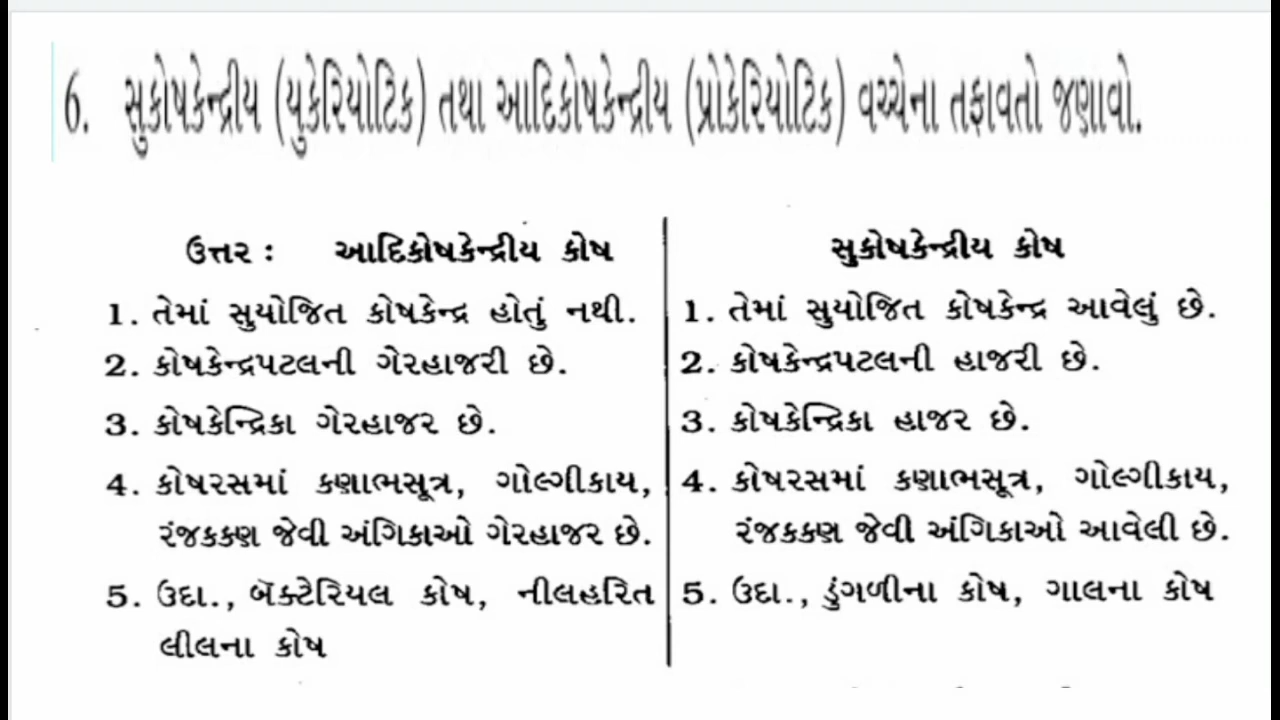 6. સુકોષકેન્દ્રીય (યુકેરિયોટિક) તથા આદિકોષકેન્દ્રીય (પ્રોકેરિયોટિક) વચ્ચેના તફાવતો જણાવો.
ઉત્તર : આદિકોષકેન્દ્રીય કોષ
1. તેમાં સુયોજિત કોષકેન્દ્ર હોતું નથી.
2. કોષકેન્દ્રપટલની ગેરહાજરી છે.
3. કોષકેન્દ્રિકા ગેરહાજર છે.
4. કોષરસમાં કણાભસૂત્ર, ગોલ્ગીકાય,
રંજકકણ જેવી અંગિકાઓ ગેરહાજર છે.
5. ઉદા., બૅક્ટેરિયલ કોષ, નીલહરિત
લીલના કોષ
સુકોષકેન્દ્રીય કોષ
1. તેમાં સુયોજિત કોષકેન્દ્ર આવેલું છે.
2. કોષકેન્દ્રપટલની હાજરી છે.
3. કોષકેન્દ્રિકા હાજર છે.
4. કોષરસમાં કણાભસૂત્ર, ગોલ્ગીકાય,
રંજકકણ જેવી અંગિકાઓ આવેલી છે.
5. ઉદા., ડુંગળીના કોષ, ગાલના કોષ